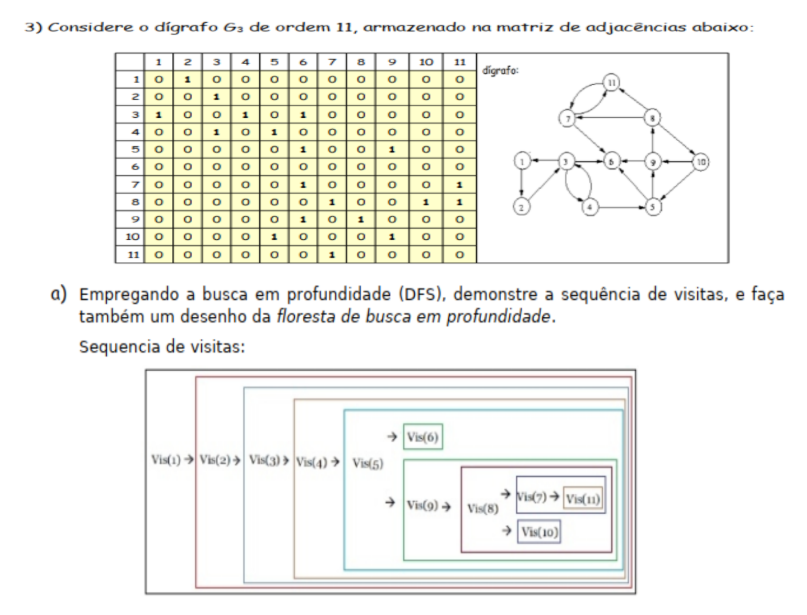 3) Considere o dígrafo G₃ de ordem 11, armazenado na matriz de adjacências abaixo:
1 2 3 4 5 6 7 8 9 10 11
1 0 1 0 0 0 0 0 0 0 0 0
2 0 0 1 0 0 0 0 0 0 0 0
3 1 0 0 1 0 1 0 0 0 0 0
4 0 0 1 0 1 0 0 0 0 0 0
5 0 0 0 0 0 1 0 0 1 0 0
6 0 0 0 0 0 0 0 0 0 0 0
7 0 0 0 0 0 1 0 0 0 0 1
8 0 0 0 0 0 0 1 0 0 1 1
9 0 0 0 0 0 1 0 1 0 0 0
10 0 0 0 0 1 0 0 0 1 0 0
11 0 0 0 0 0 0 1 0 0 0 0
dígrafo:
11
7 8
1 3 6 9 10
2 4 5
a) Empregando a busca em profundidade (DFS), demonstre a sequência de visitas, e faça
também um desenho da floresta de busca em profundidade.
Sequencia de visitas:
→ Vis(6)
Vis(1) → Vis(2) → Vis(3) → Vis(4) → Vis(5)
→ Vis(9) → Vis(8) → Vis(7) → Vis(11)
→ Vis(10)